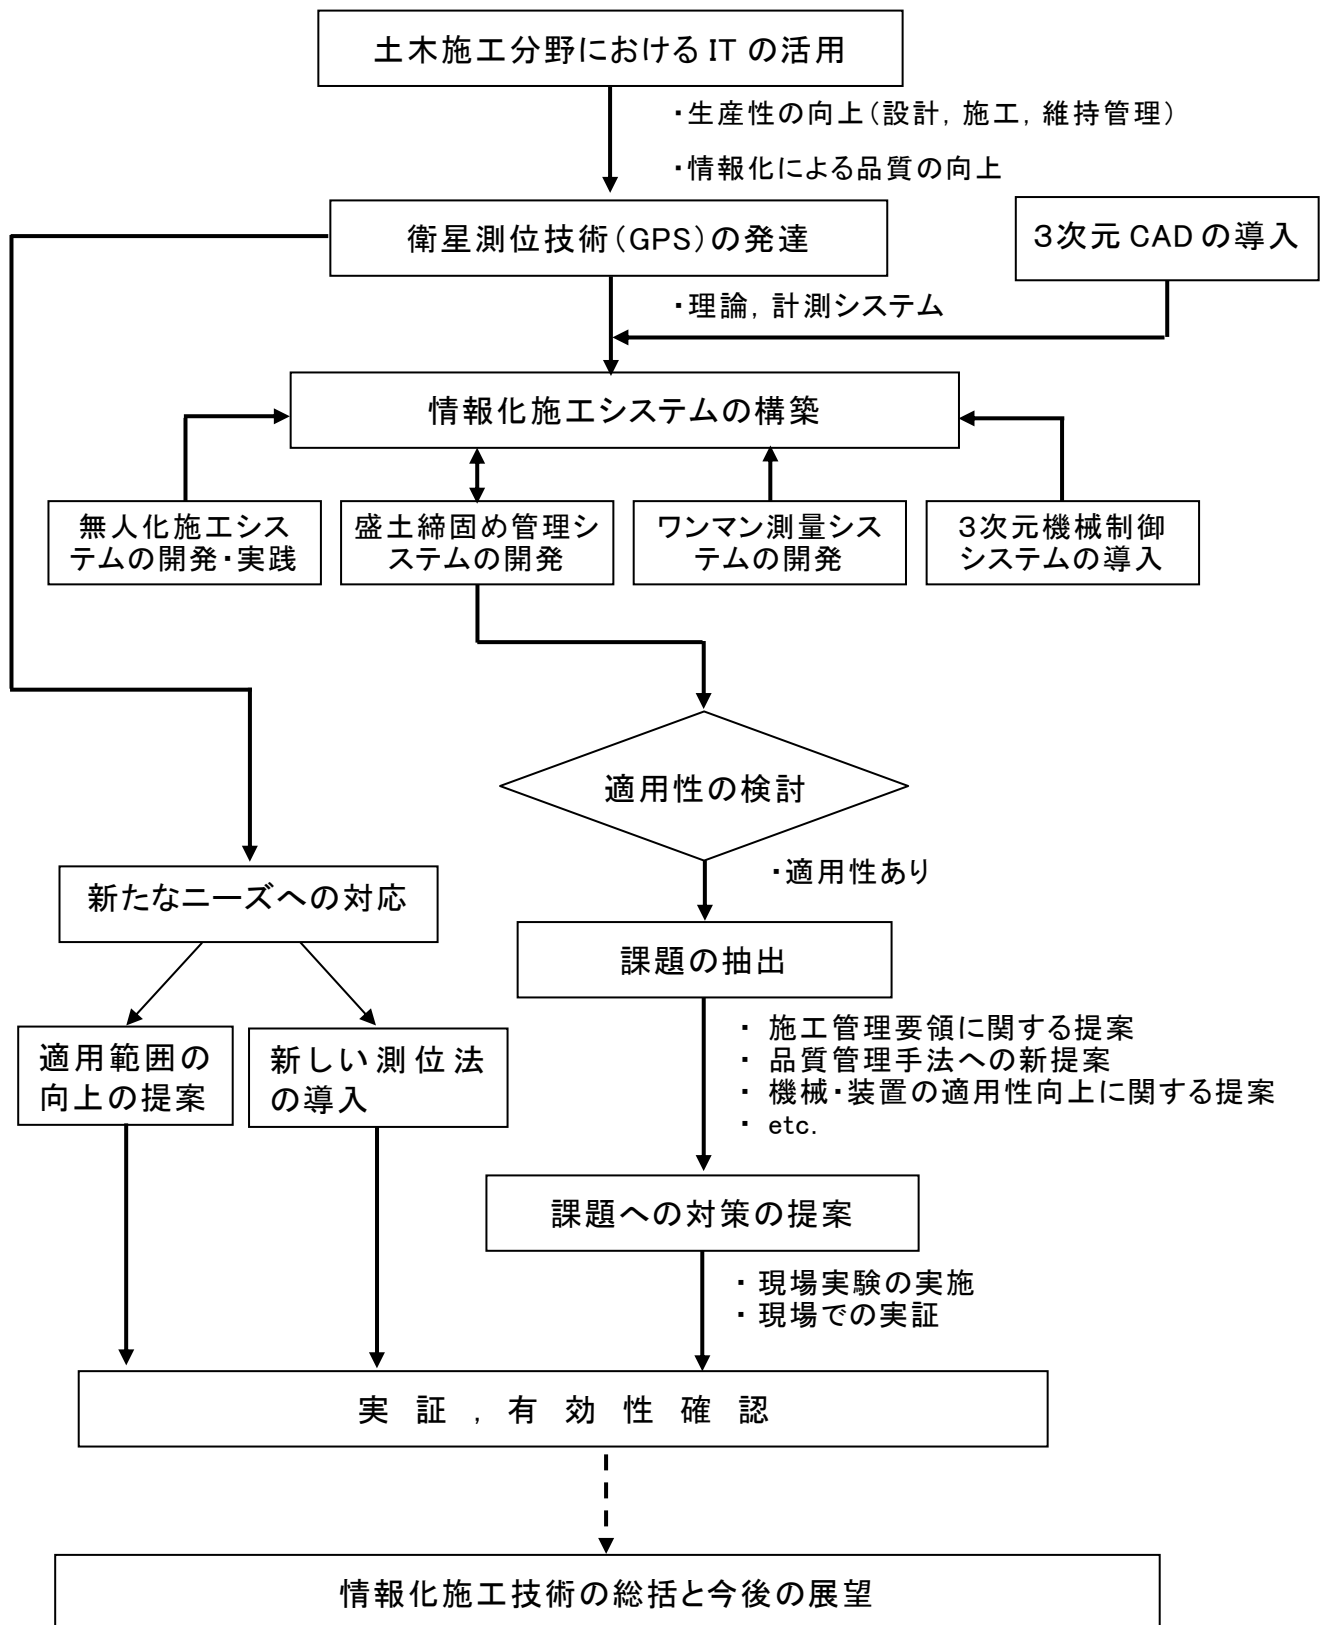 土木施工分野におけるITの活用
・生産性の向上(設計, 施工, 維持管理)
・情報化による品質の向上
衛星測位技術(GPS)の発達
3次元CADの導入
・理論, 計測システム
情報化施工システムの構築
無人化施工シス
テムの開発・実践
盛土締固め管理シ
ステムの開発
ワンマン測量シス
テムの開発
3次元機械制御
システムの導入
適用性の検討
・適用性あり
新たなニーズへの対応
課題の抽出
適用範囲の
向上の提案
新しい測位法
の導入
・ 施工管理要領に関する提案
・ 品質管理手法への新提案
・ 機械・装置の適用性向上に関する提案
・ etc.
課題への対策の提案
・ 現場実験の実施
・ 現場での実証
実 証 , 有 効 性 確 認
情報化施工技術の総括と今後の展望